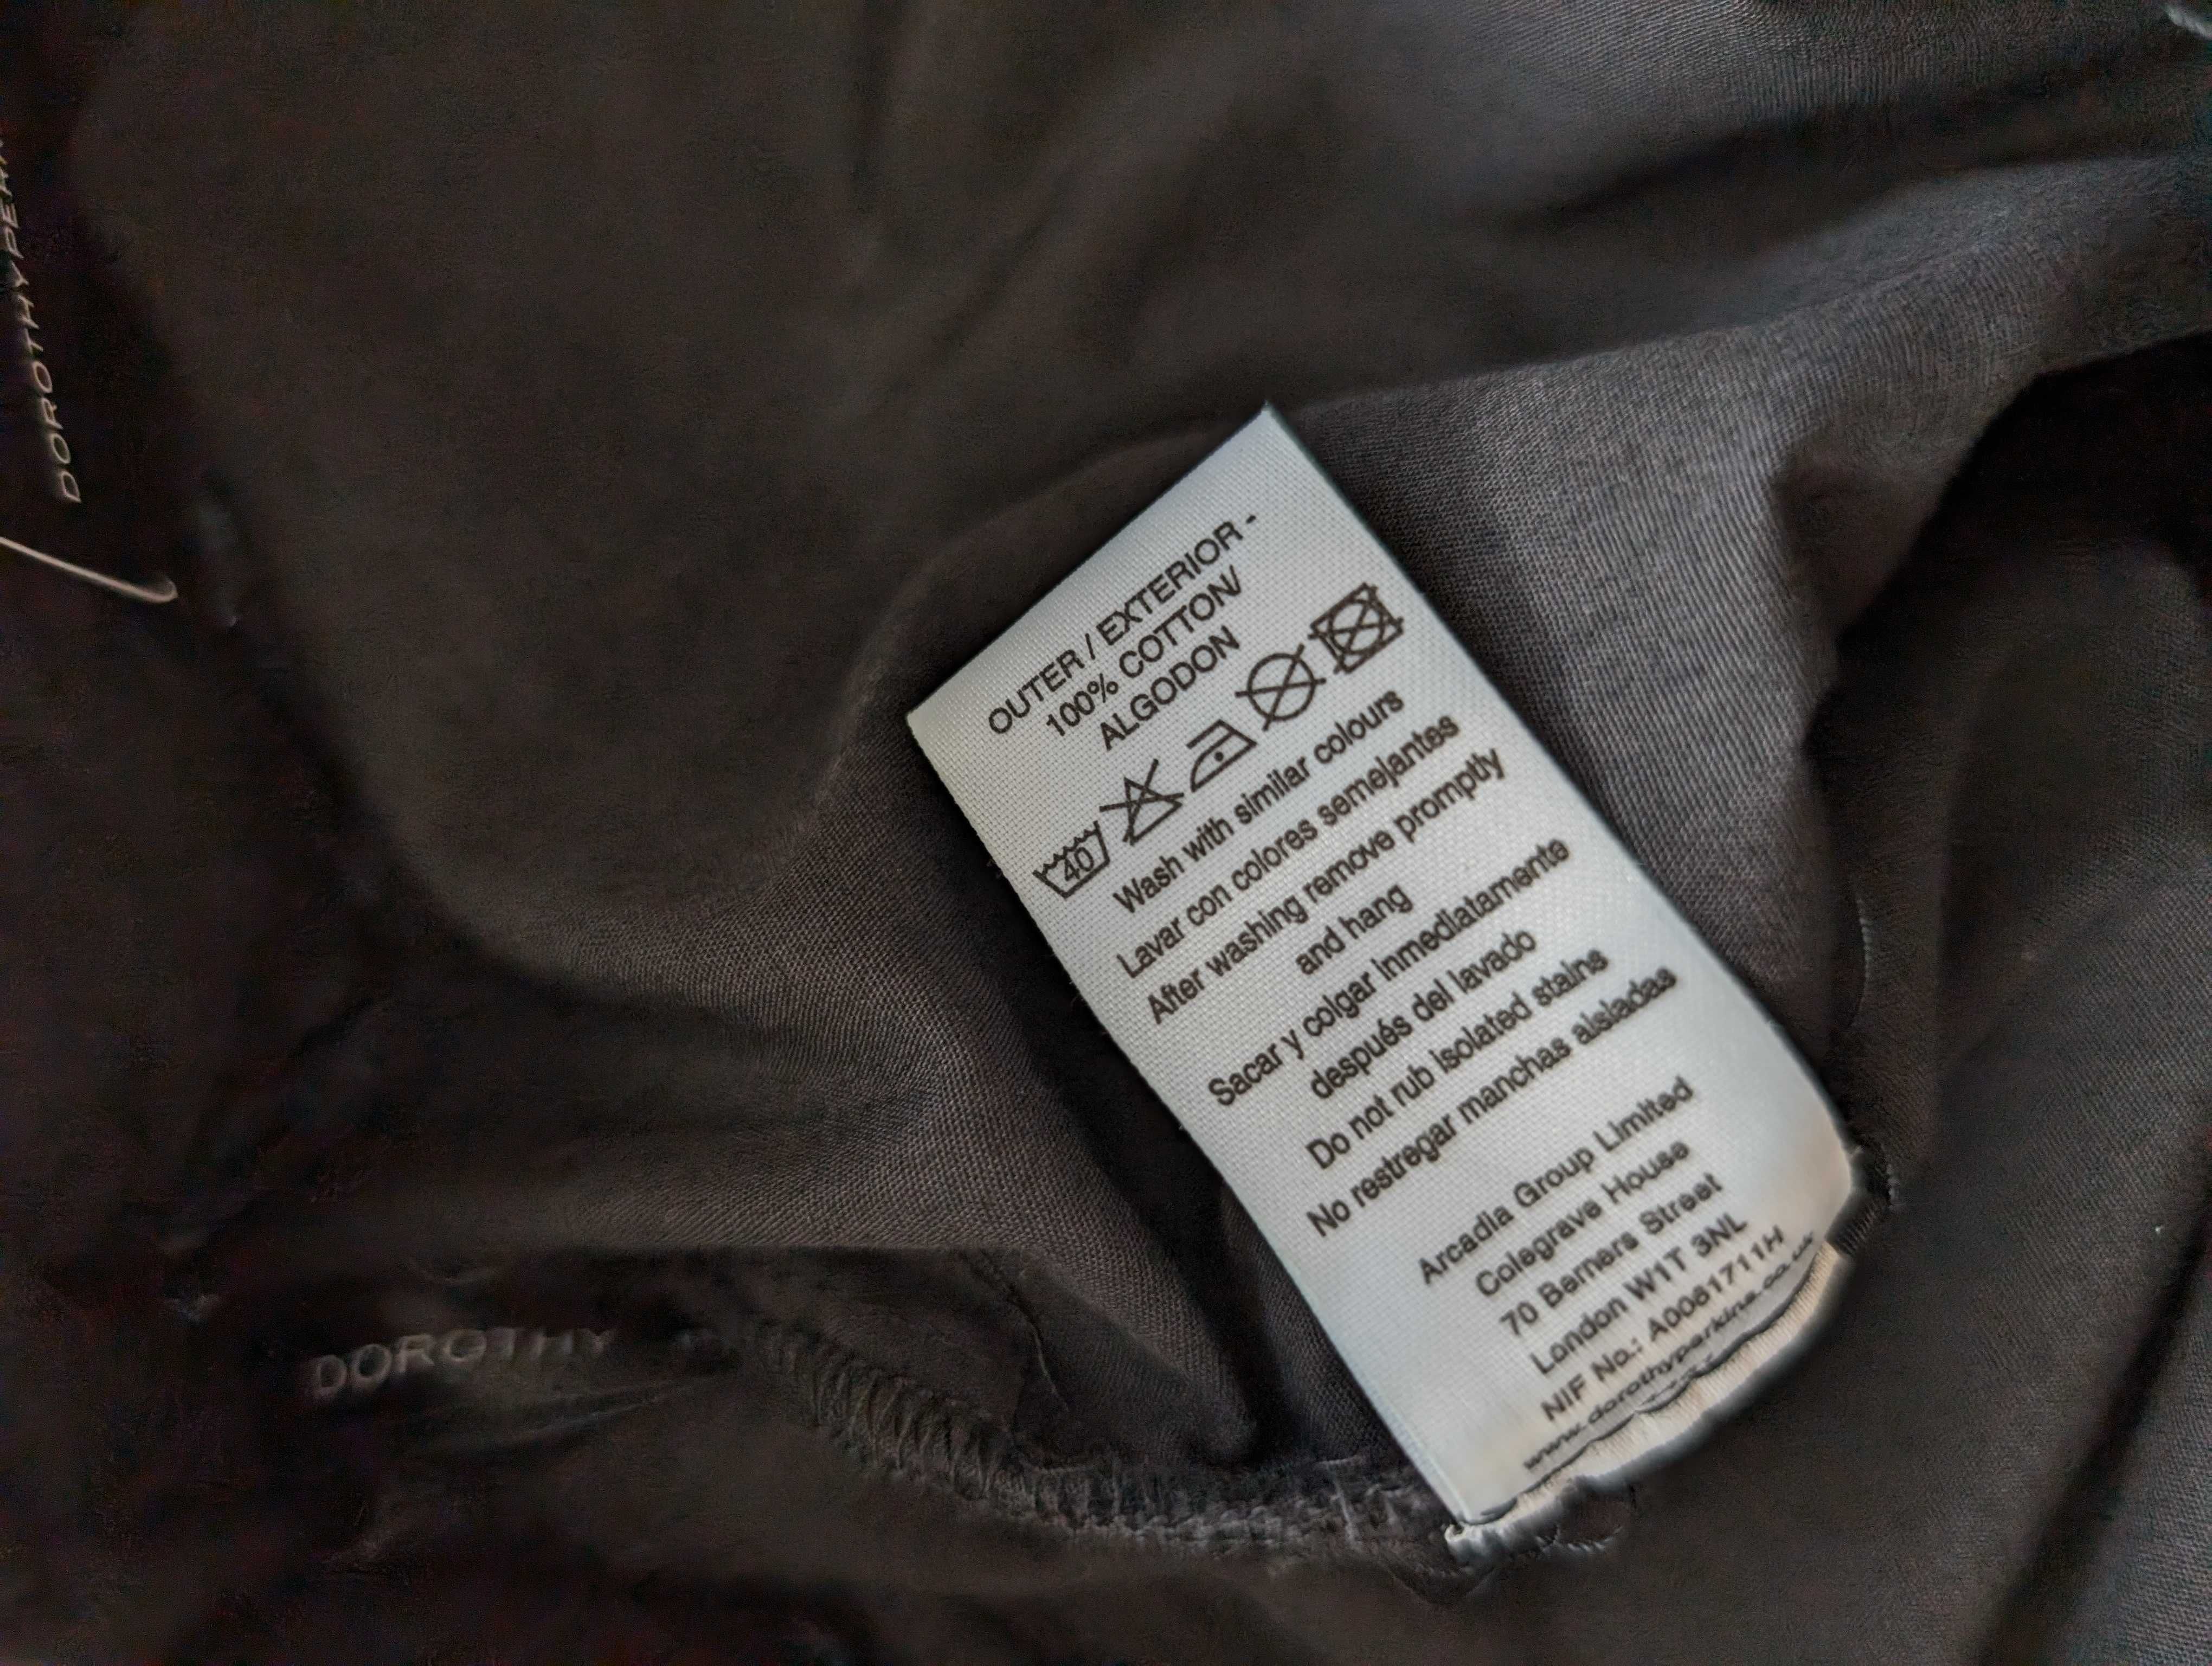 DOROTHY PER
OUTER / EXTERIOR -
100% COTTON/
ALGODON
40
Wash with similar colours
Lavar con colores semejantes
After washing remove promptly
and hang
Sacar y colgar inmediatamente
después del lavado
Do not rub isolated stains
No restregar manchas aisladas
Arcadia Group Limited
Colegrave House
70 Berners Street
London W1T 3NL
NIF No.: A0081711H
www.dorothyperkins.co.uk
DOROTHY